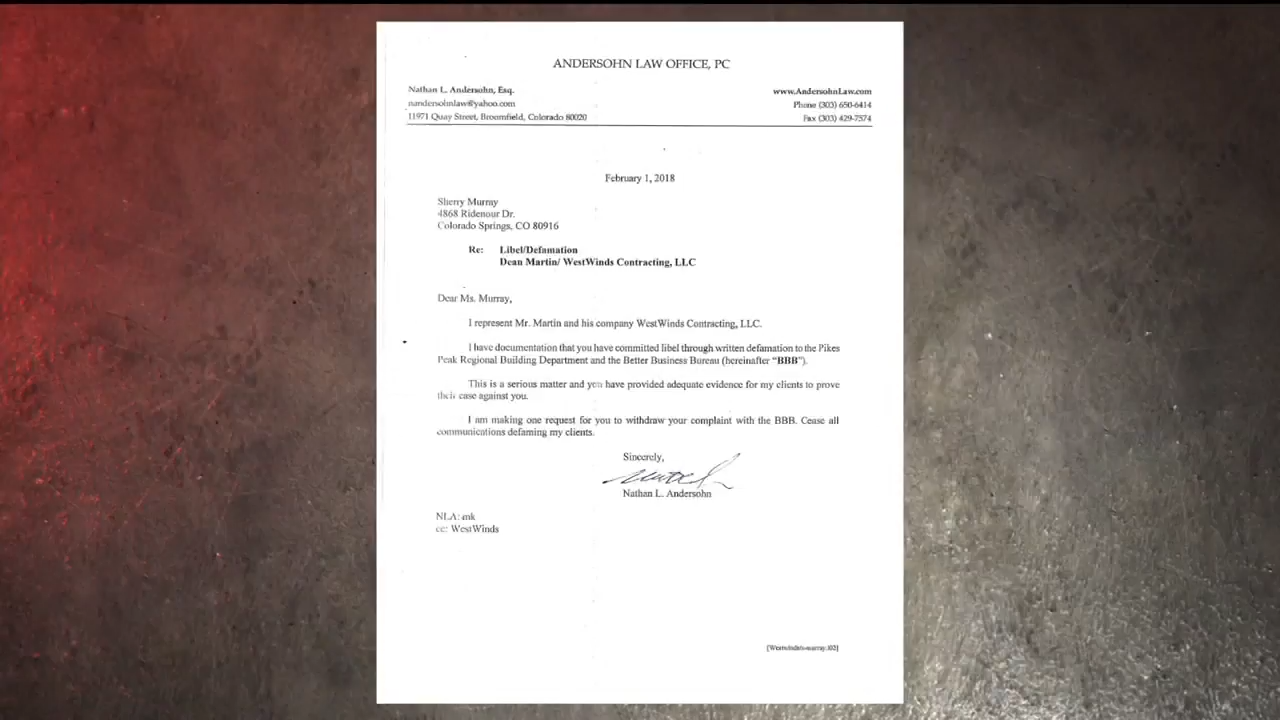 ANDERSOHN LAW OFFICE, PC
Nathan L. Andersohn, Esq.
nandersohnlaw@yahoo.com
11971 Quay Street, Broomfield, Colorado 80020
www.AndersohnLaw.com
Phone (303) 650-6414
Fax (303) 429-7574
February 1, 2018
Sherry Murray
4868 Ridenour Dr.
Colorado Springs, CO 80916
Re: Libel/Defamation
Dean Martin/ WestWinds Contracting, LLC
Dear Ms. Murray,
I represent Mr. Martin and his company WestWinds Contracting, LLC.
I have documentation that you have committed libel through written defamation to the Pikes
Peak Regional Building Department and the Better Business Bureau (hereinafter “BBB”).
This is a serious matter and you have provided adequate evidence for my clients to prove
their case against you.
I am making one request for you to withdraw your complaint with the BBB. Cease all
communications defaming my clients.
Sincerely,
Nathan L. Andersohn
NLA: mk
cc: WestWinds